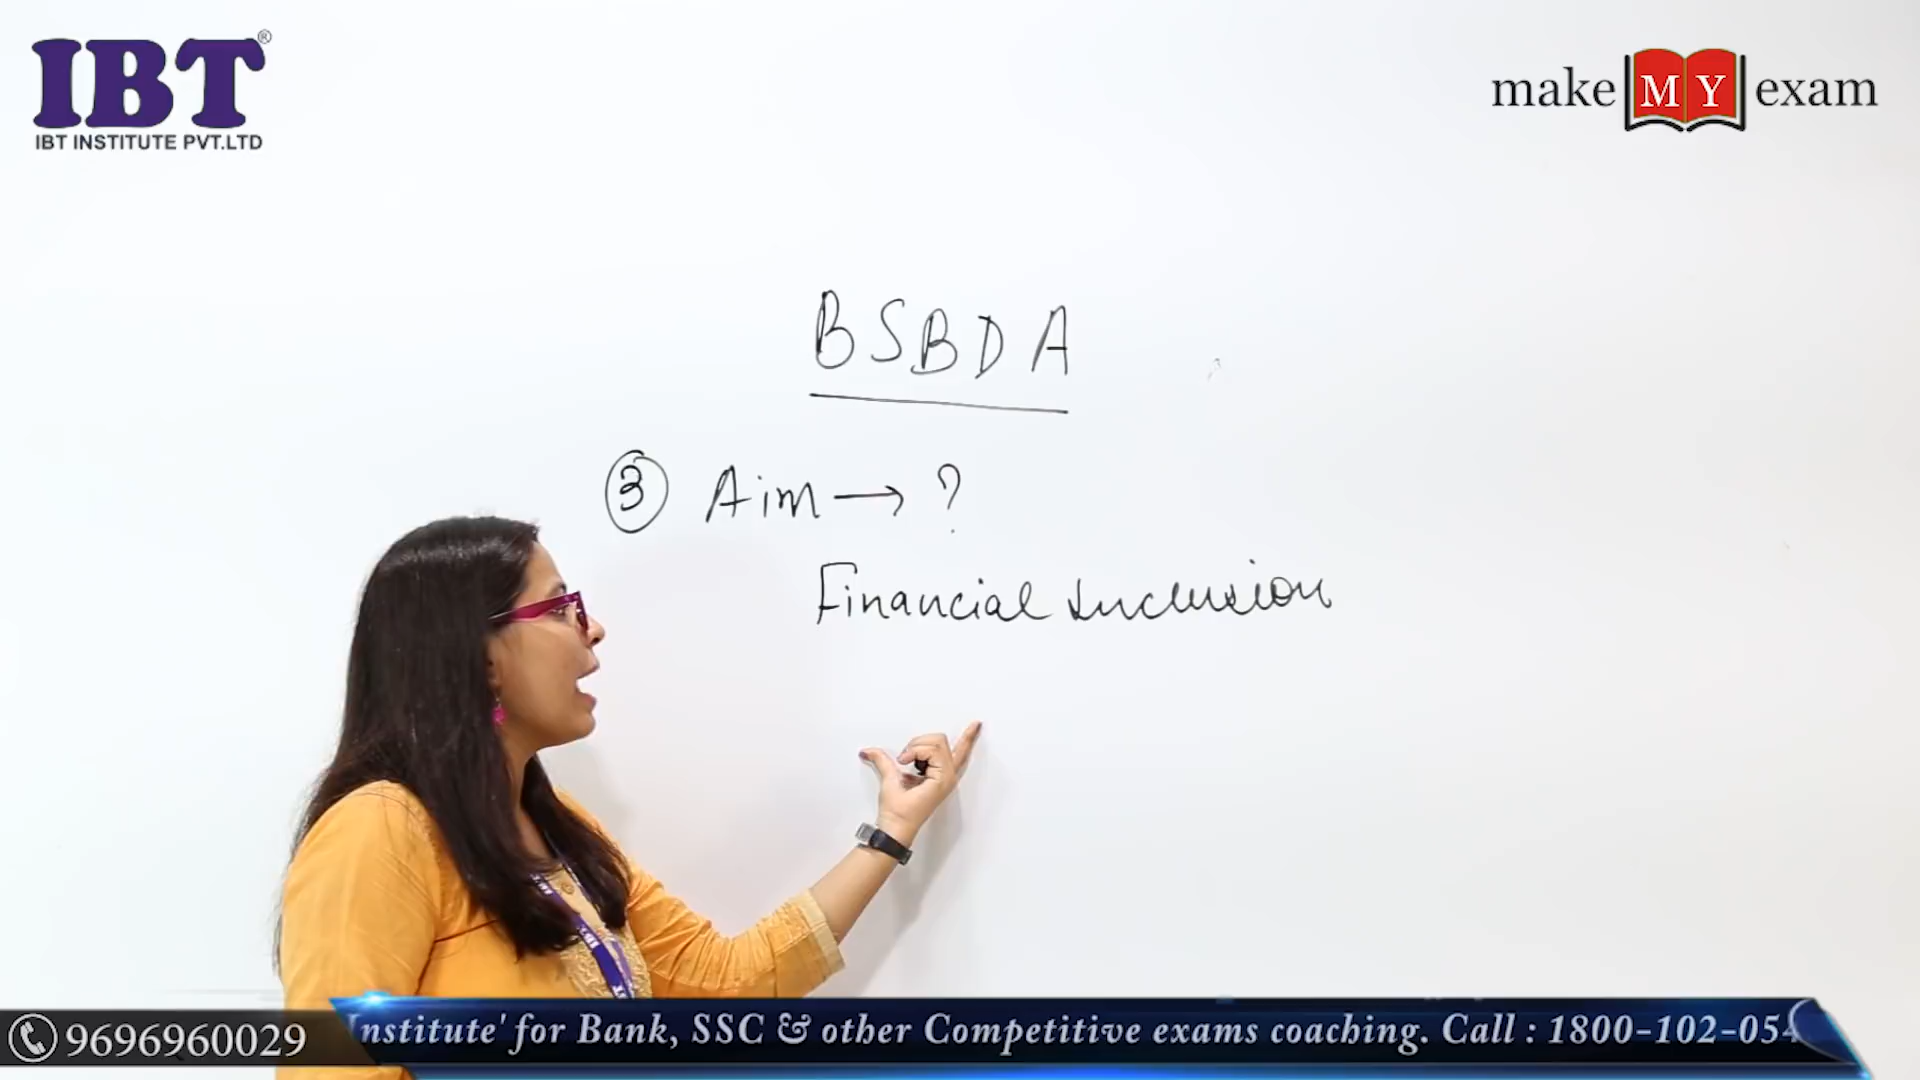 IBT®
IBT INSTITUTE PVT.LTD
make MY exam
BSBDA
3 Aim → ?
Financial Inclusion
9696960029
Institute' for Bank, SSC & other Competitive exams coaching. Call : 1800-102-054